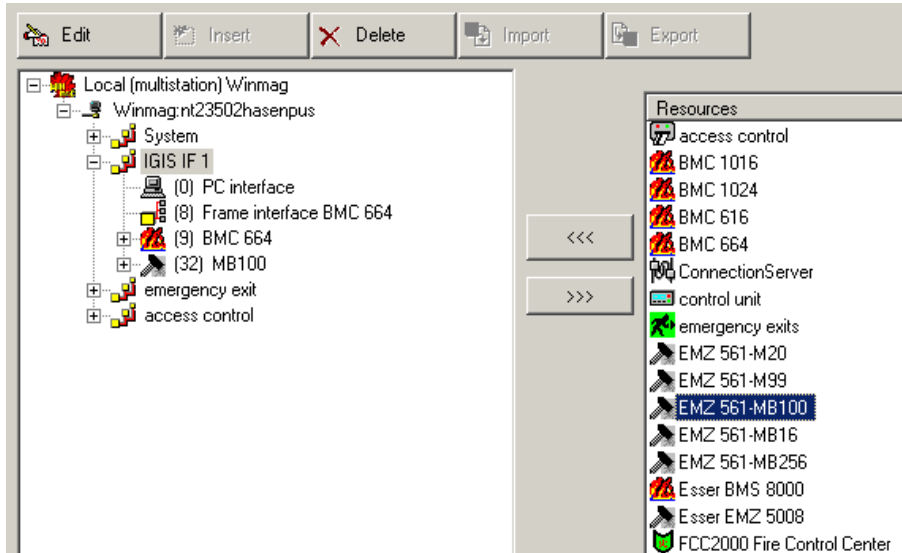 Edit
Insert
Delete
Import
Export
Local (multistation) Winmag
Winmag:nt23502hasenpus
System
IGIS IF 1
(0) PC interface
(8) Frame interface BMC 664
(9) BMC 664
(32) MB100
emergency exit
access control
<<<
>>>
Resources
access control
BMC 1016
BMC 1024
BMC 616
BMC 664
ConnectionServer
control unit
emergency exits
EMZ 561-M20
EMZ 561-M99
EMZ 561-MB100
EMZ 561-MB16
EMZ 561-MB256
Esser BMS 8000
Esser EMZ 5008
FCC2000 Fire Control Center